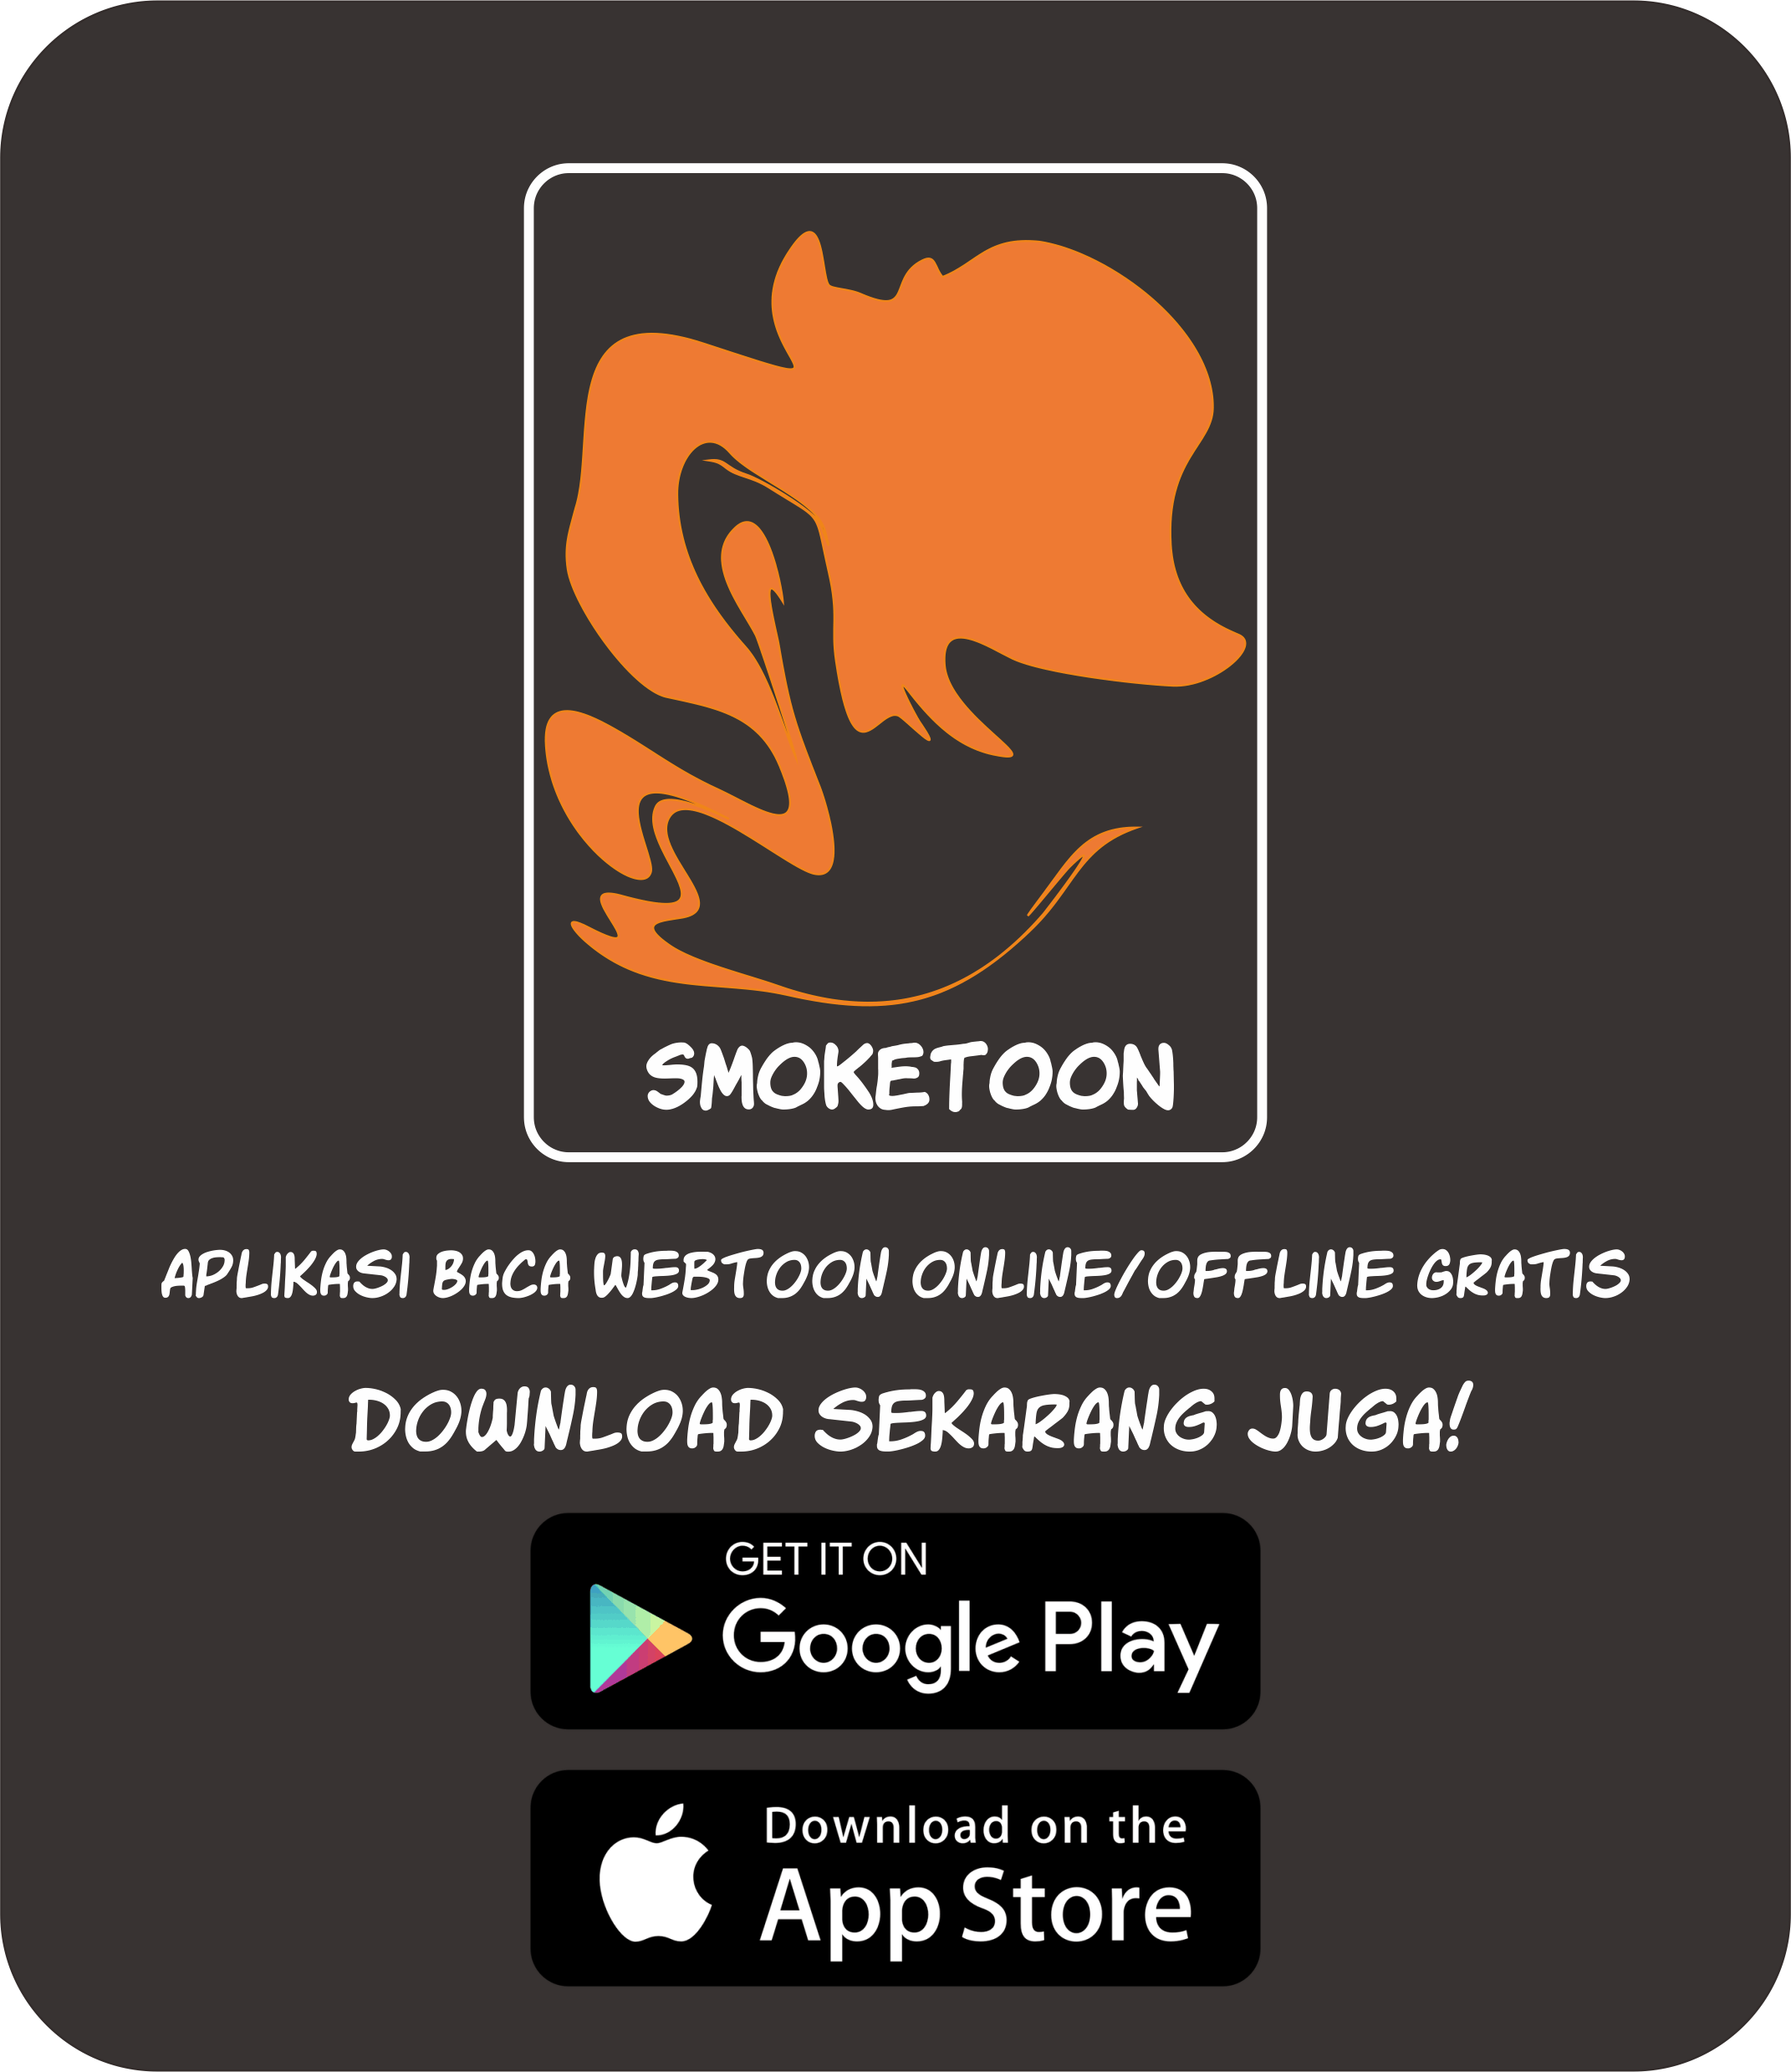 SMOKETOON
APLIKASI BACA WEBTOON ONLINE/OFFLINE GRATIS
DOWNLOAD SEKARANG JUGA!
GET IT ON
Google Play
Download on the
App Store